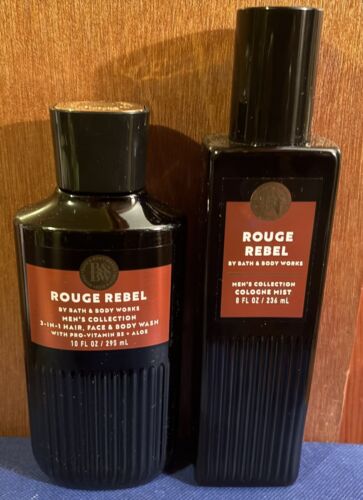 ROUGE REBEL
BY BATH & BODY WORKS
MEN'S COLLECTION
3-IN-1 HAIR, FACE & BODY WASH
WITH PRO-VITAMIN B5 + ALOE
10 FL OZ / 295 mL
ROUGE
REBEL
BY BATH & BODY WORKS
MEN'S COLLECTION
COLOGNE MIST
8 FL OZ / 236 mL